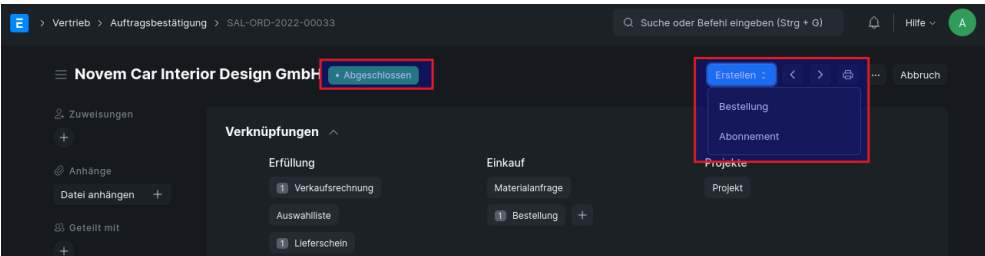 E > Vertrieb > Auftragsbestätigung > SAL-ORD-2022-00033 Suche oder Befehl eingeben (Strg + G) Hilfe A
Novem Car Interior Design GmbH • Abgeschlossen Erstellen < > ... Abbruch
Bestellung
Abonnement
Zuweisungen
+
Anhänge
Datei anhängen +
Geteilt mit
+
Verknüpfungen
Erfüllung Einkauf Projekte
1 Verkaufsrechnung Materialanfrage Projekt
Auswahlliste 1 Bestellung +
1 Lieferschein